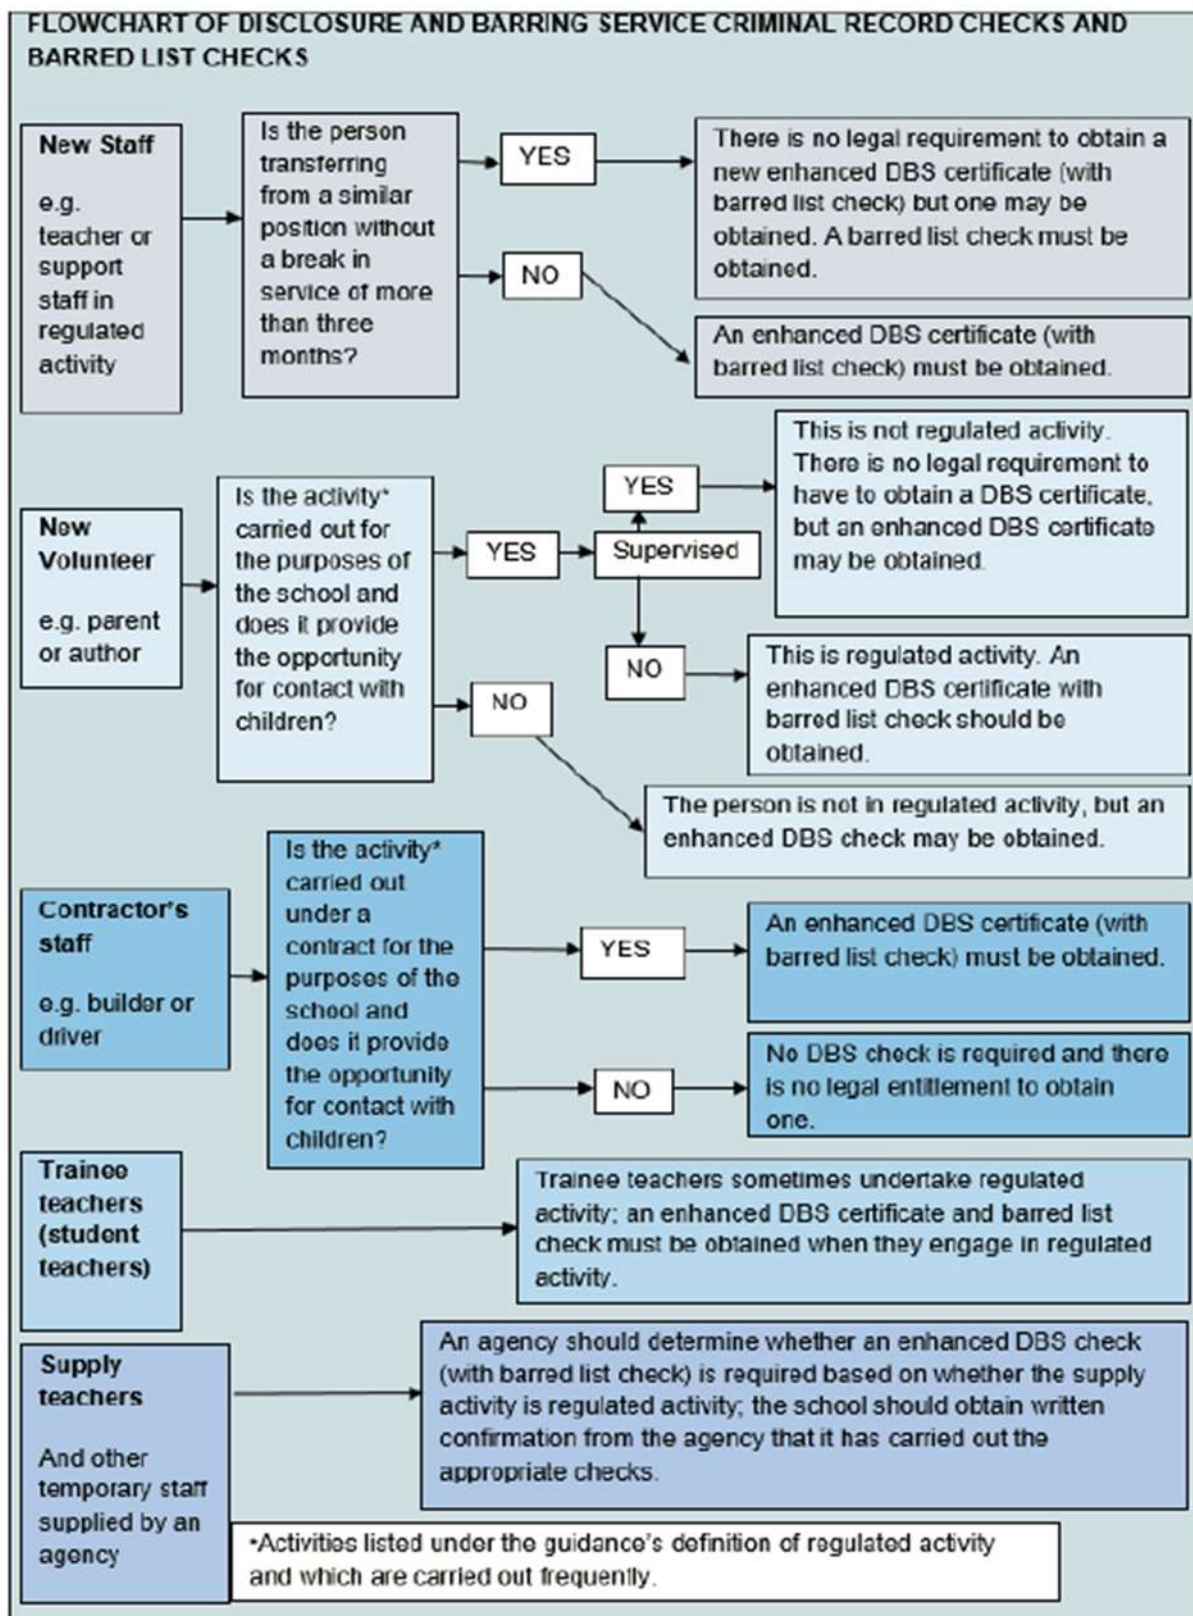 FLOWCHART OF DISCLOSURE AND BARRING SERVICE CRIMINAL RECORD CHECKS AND
BARRED LIST CHECKS
New Staff
e.g.
teacher or
support
staff in
regulated
activity
Is the person
transferring
from a similar
position without
a break in
service of more
than three
months?
YES
There is no legal requirement to obtain a
new enhanced DBS certificate (with
barred list check) but one may be
obtained. A barred list check must be
obtained.
NO
An enhanced DBS certificate (with
barred list check) must be obtained.
New
Volunteer
e.g. parent
or author
Is the activity*
carried out for
the purposes of
the school and
does it provide
the opportunity
for contact with
children?
YES
Supervised
YES
This is not regulated activity.
There is no legal requirement to
have to obtain a DBS certificate,
but an enhanced DBS certificate
may be obtained.
NO
This is regulated activity. An
enhanced DBS certificate with
barred list check should be
obtained.
NO
The person is not in regulated activity, but an
enhanced DBS check may be obtained.
Contractor's
staff
e.g. builder or
driver
Is the activity*
carried out
under a
contract for the
purposes of the
school and
does it provide
the opportunity
for contact with
children?
YES
An enhanced DBS certificate (with
barred list check) must be obtained.
NO
No DBS check is required and there
is no legal entitlement to obtain
one.
Trainee
teachers
(student
teachers)
Trainee teachers sometimes undertake regulated
activity; an enhanced DBS certificate and barred list
check must be obtained when they engage in regulated
activity.
Supply
teachers
And other
temporary staff
supplied by an
agency
An agency should determine whether an enhanced DBS check
(with barred list check) is required based on whether the supply
activity is regulated activity; the school should obtain written
confirmation from the agency that it has carried out the
appropriate checks.
*Activities listed under the guidance's definition of regulated activity
and which are carried out frequently.